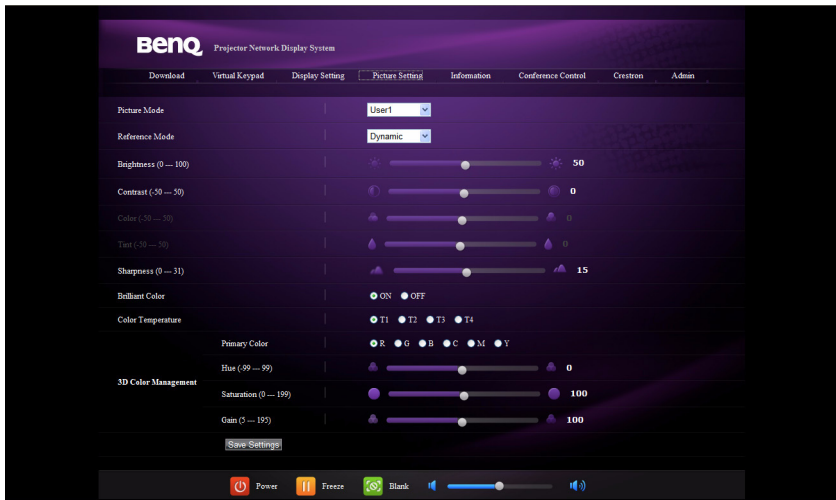 BenQ Projector Network Display System
Download Virtual Keypad Display Setting Picture Setting Information Conference Control Crestron Admin
Picture Mode User1
Reference Mode Dynamic
Brightness (0 --- 100) 50
Contrast (-50 --- 50) 0
Color (-50 --- 50) 0
Tint (-50 --- 50) 0
Sharpness (0 --- 31) 15
Brilliant Color ON OFF
Color Temperature T1 T2 T3 T4
Primary Color R G B C M Y
Hue (-99 --- 99) 0
3D Color Management
Saturation (0 --- 199) 100
Gain (5 --- 195) 100
Save Settings
Power Freeze Blank